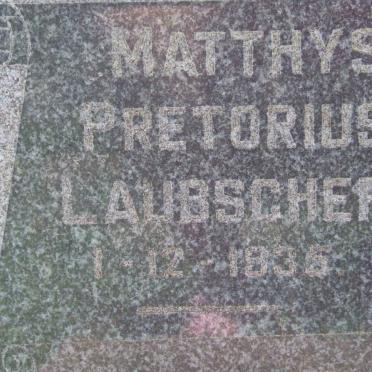 MATTHYS
PRETORIUS
LAUBSCHER
1-12-1935.